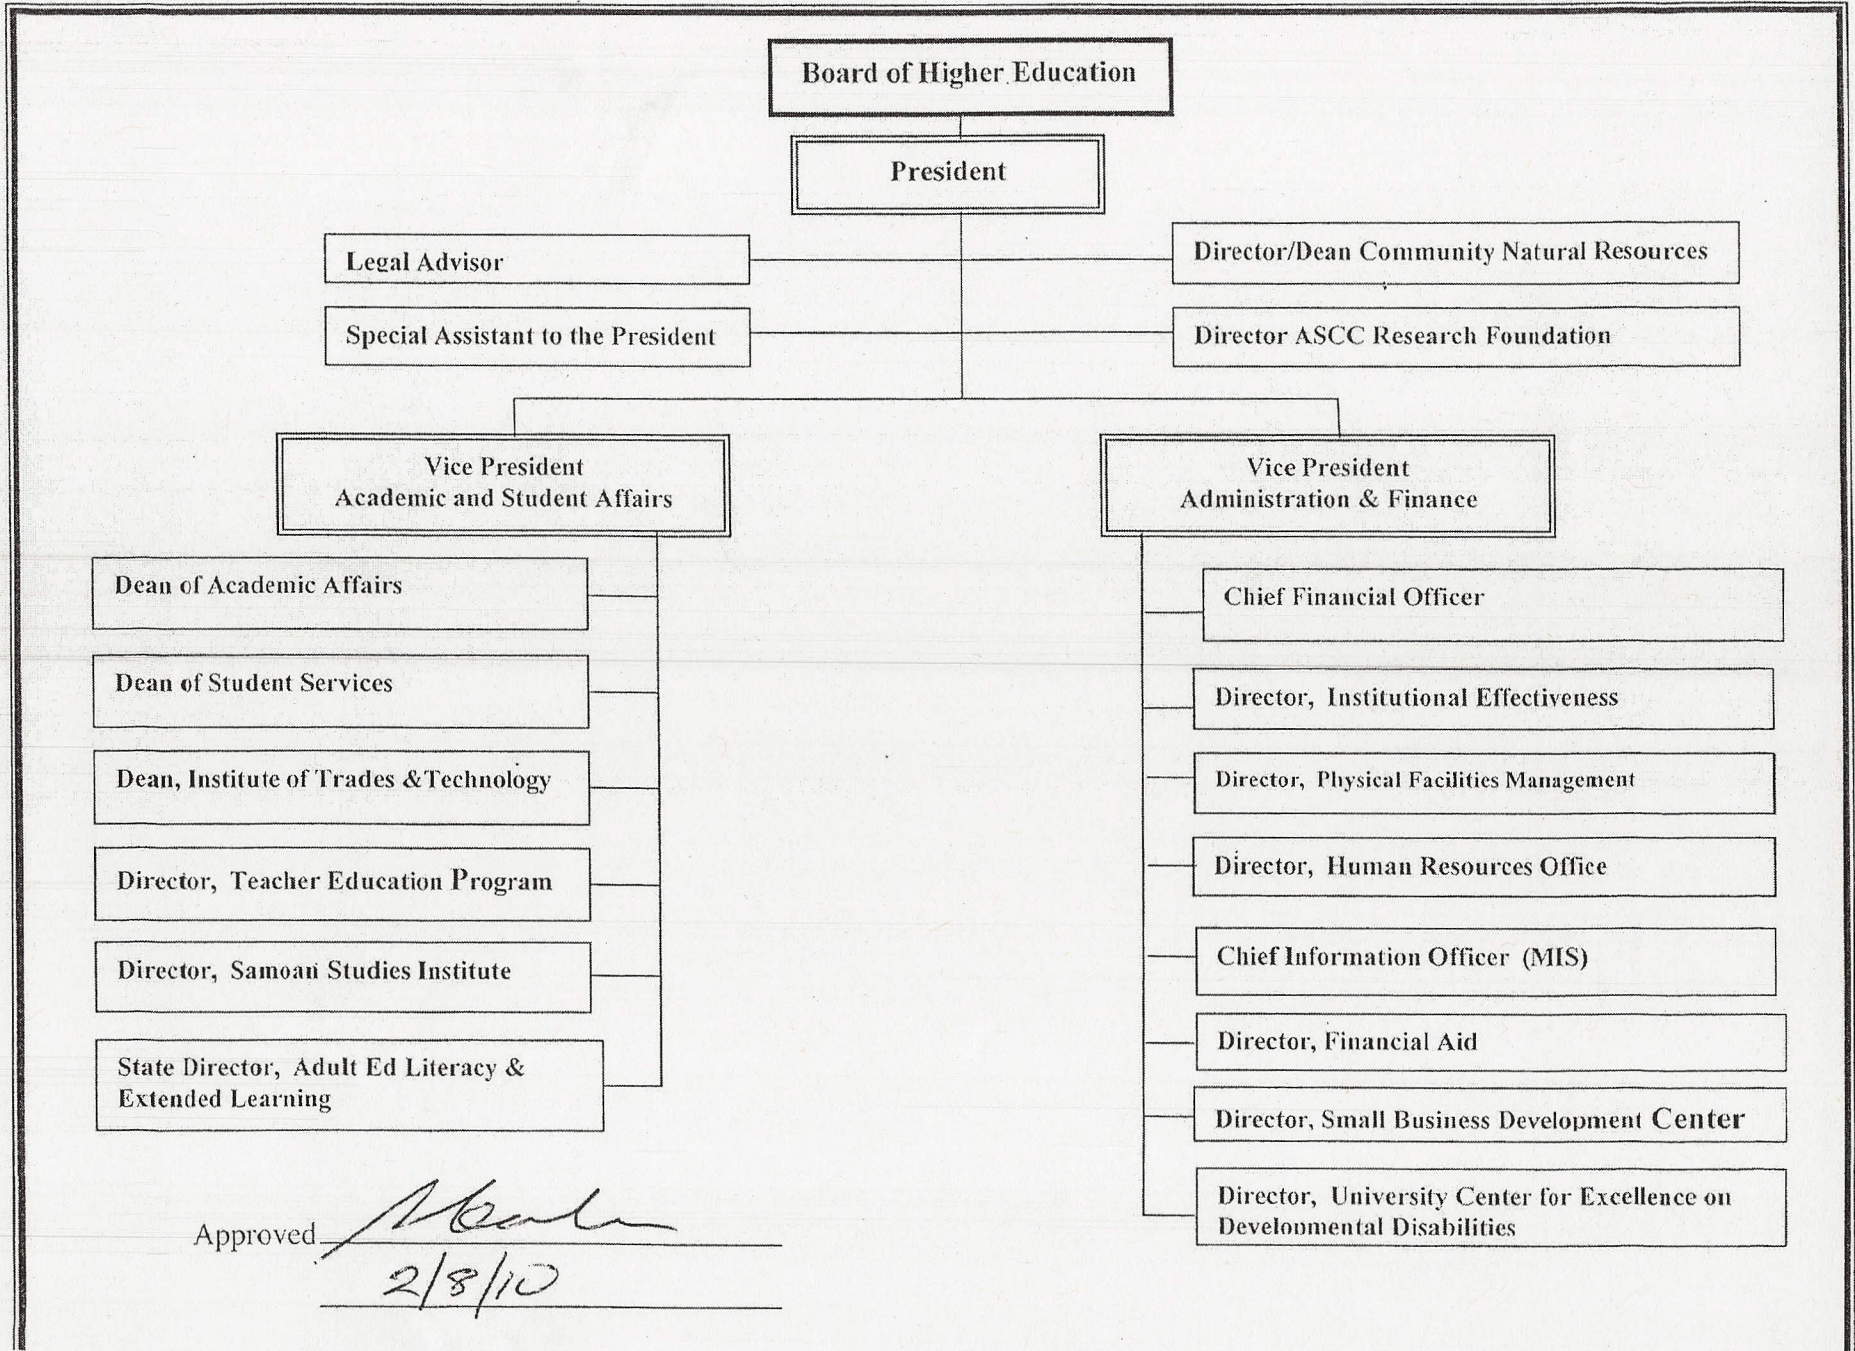 Board of Higher Education
President
Legal Advisor
Director/Dean Community Natural Resources
Special Assistant to the President
Director ASCC Research Foundation
Vice President
Academic and Student Affairs
Vice President
Administration & Finance
Dean of Academic Affairs
Dean of Student Services
Dean, Institute of Trades &Technology
Director, Teacher Education Program
Director, Samoan Studies Institute
State Director, Adult Ed Literacy &
Extended Learning
Chief Financial Officer
Director, Institutional Effectiveness
Director, Physical Facilities Management
Director, Human Resources Office
Chief Information Officer (MIS)
Director, Financial Aid
Director, Small Business Development Center
Director, University Center for Excellence on
Developmental Disabilities
Approved
2/8/10